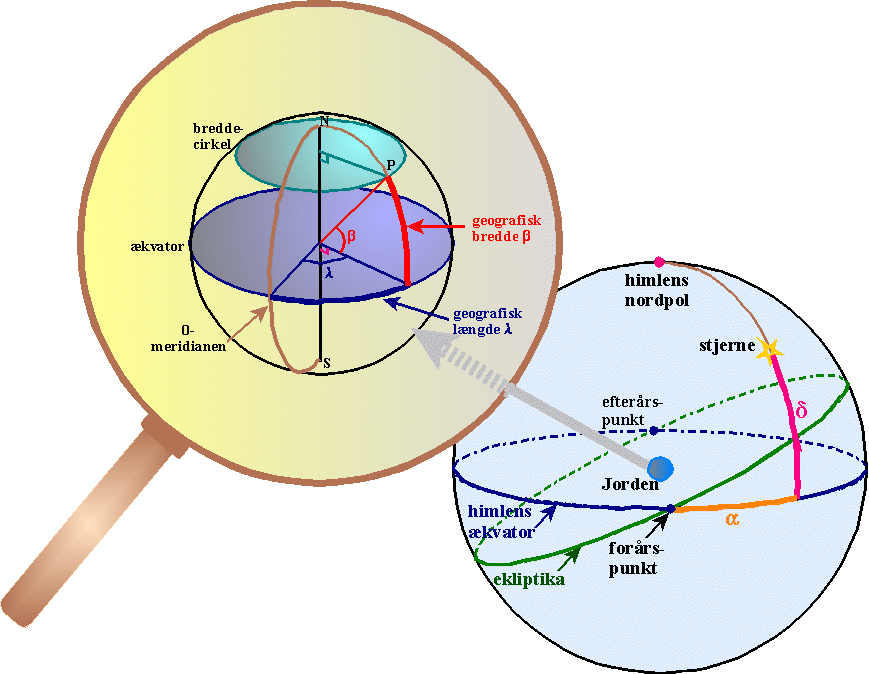 N
bredde-
cirkel
P
geografisk
bredde β
β
ækvator
λ
geografisk
længde λ
0-
meridianen
S
himlens
nordpol
stjerne
efterårs-
punkt
δ
Jorden
himlens
ækvator
α
forårs-
punkt
ekliptika